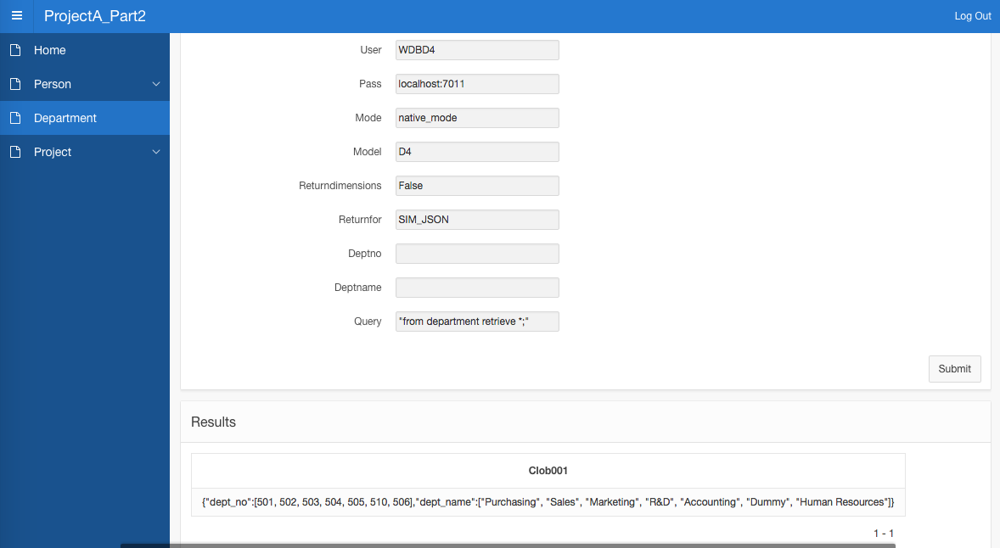 ProjectA_Part2
Log Out
Home
Person
Department
Project
User WDBD4
Pass localhost:7011
Mode native_mode
Model D4
Returndimensions False
Returnfor SIM_JSON
Deptno
Deptname
Query "from department retrieve *;"
Submit
Results
Clob001
{"dept_no":[501, 502, 503, 504, 505, 510, 506],"dept_name":["Purchasing", "Sales", "Marketing", "R&D", "Accounting", "Dummy", "Human Resources"]}
1 - 1